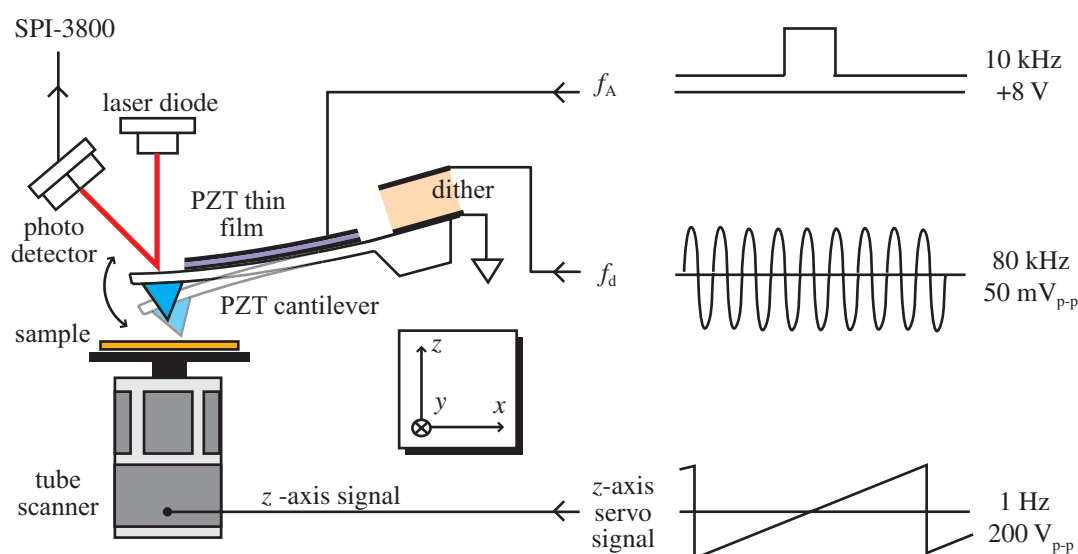 SPI-3800
laser diode
photo
detector
PZT thin
film
dither
PZT cantilever
sample
z
y
x
tube
scanner
z -axis signal
f_A
10 kHz
+8 V
f_d
80 kHz
50 mV_p-p
z-axis
servo
signal
1 Hz
200 V_p-p